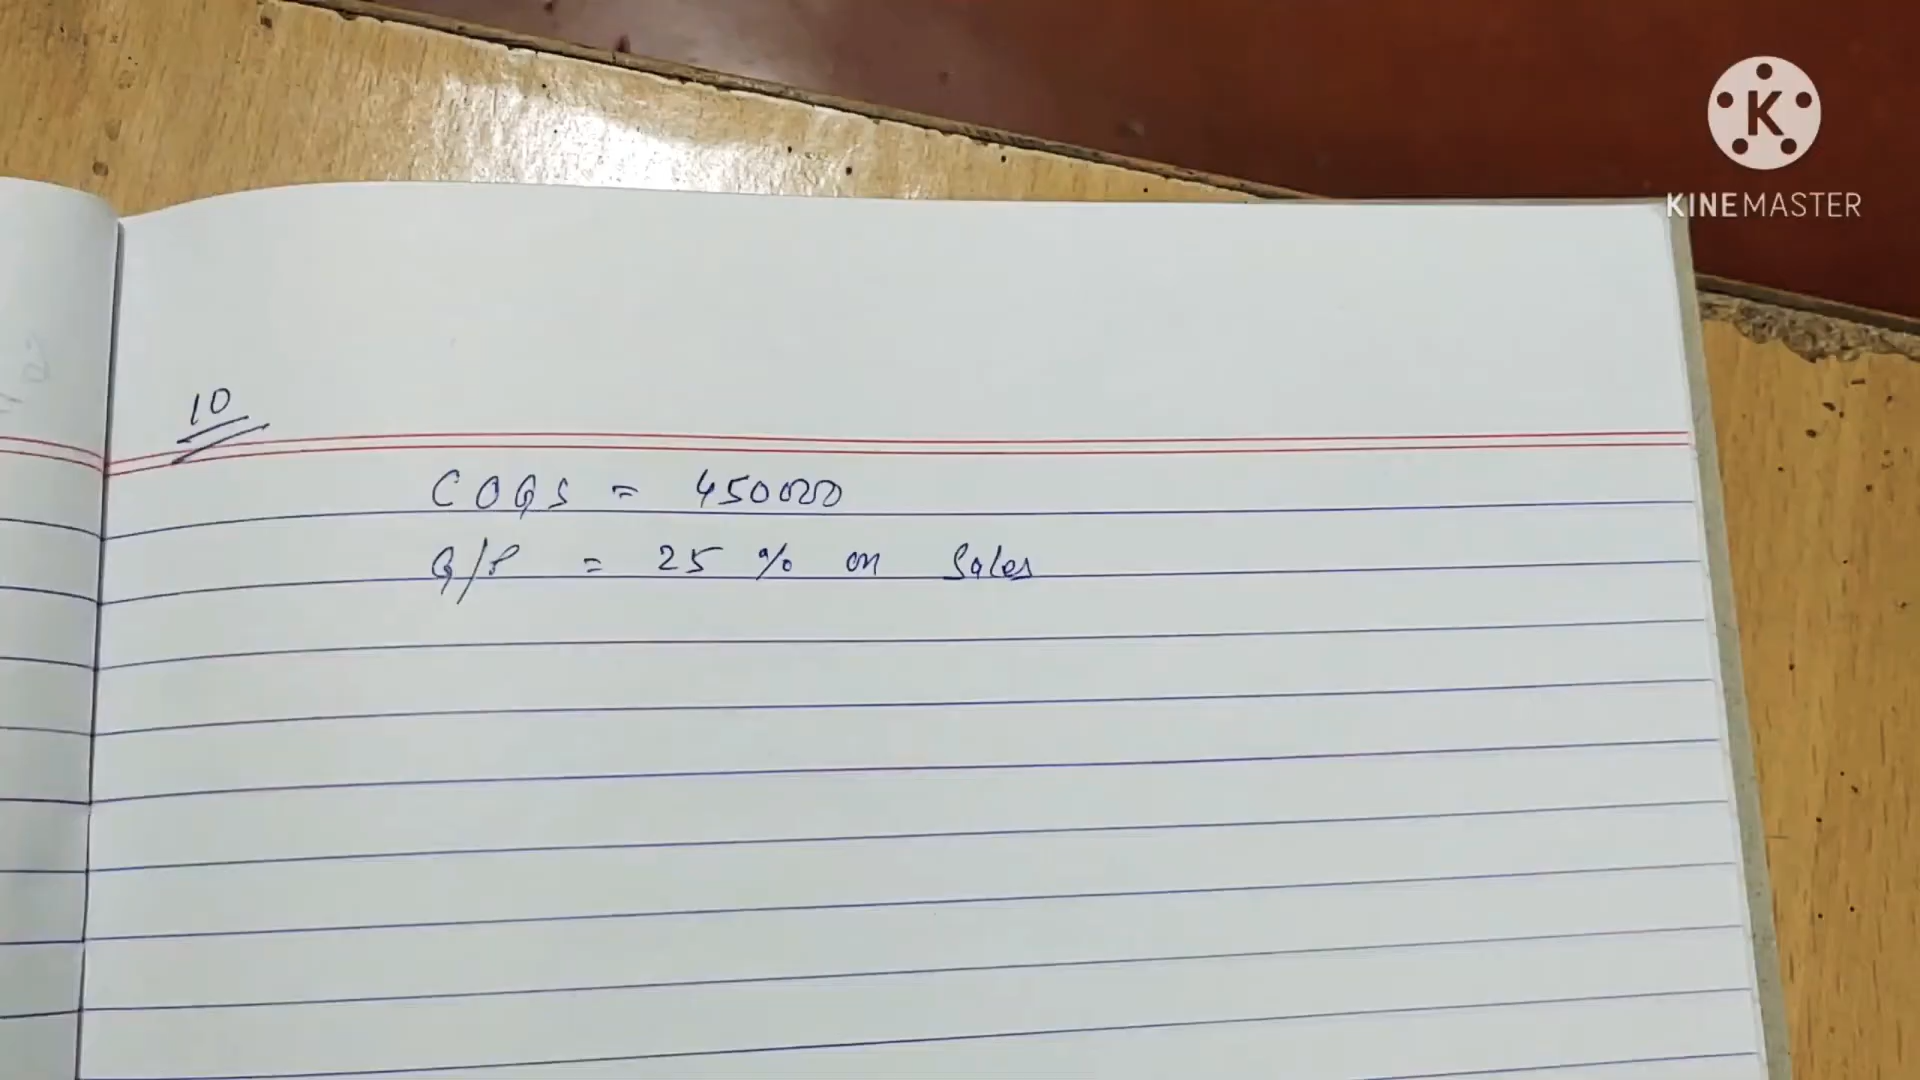 K
KINEMASTER
10
COGS = 450000
G/P = 25 % on Sales